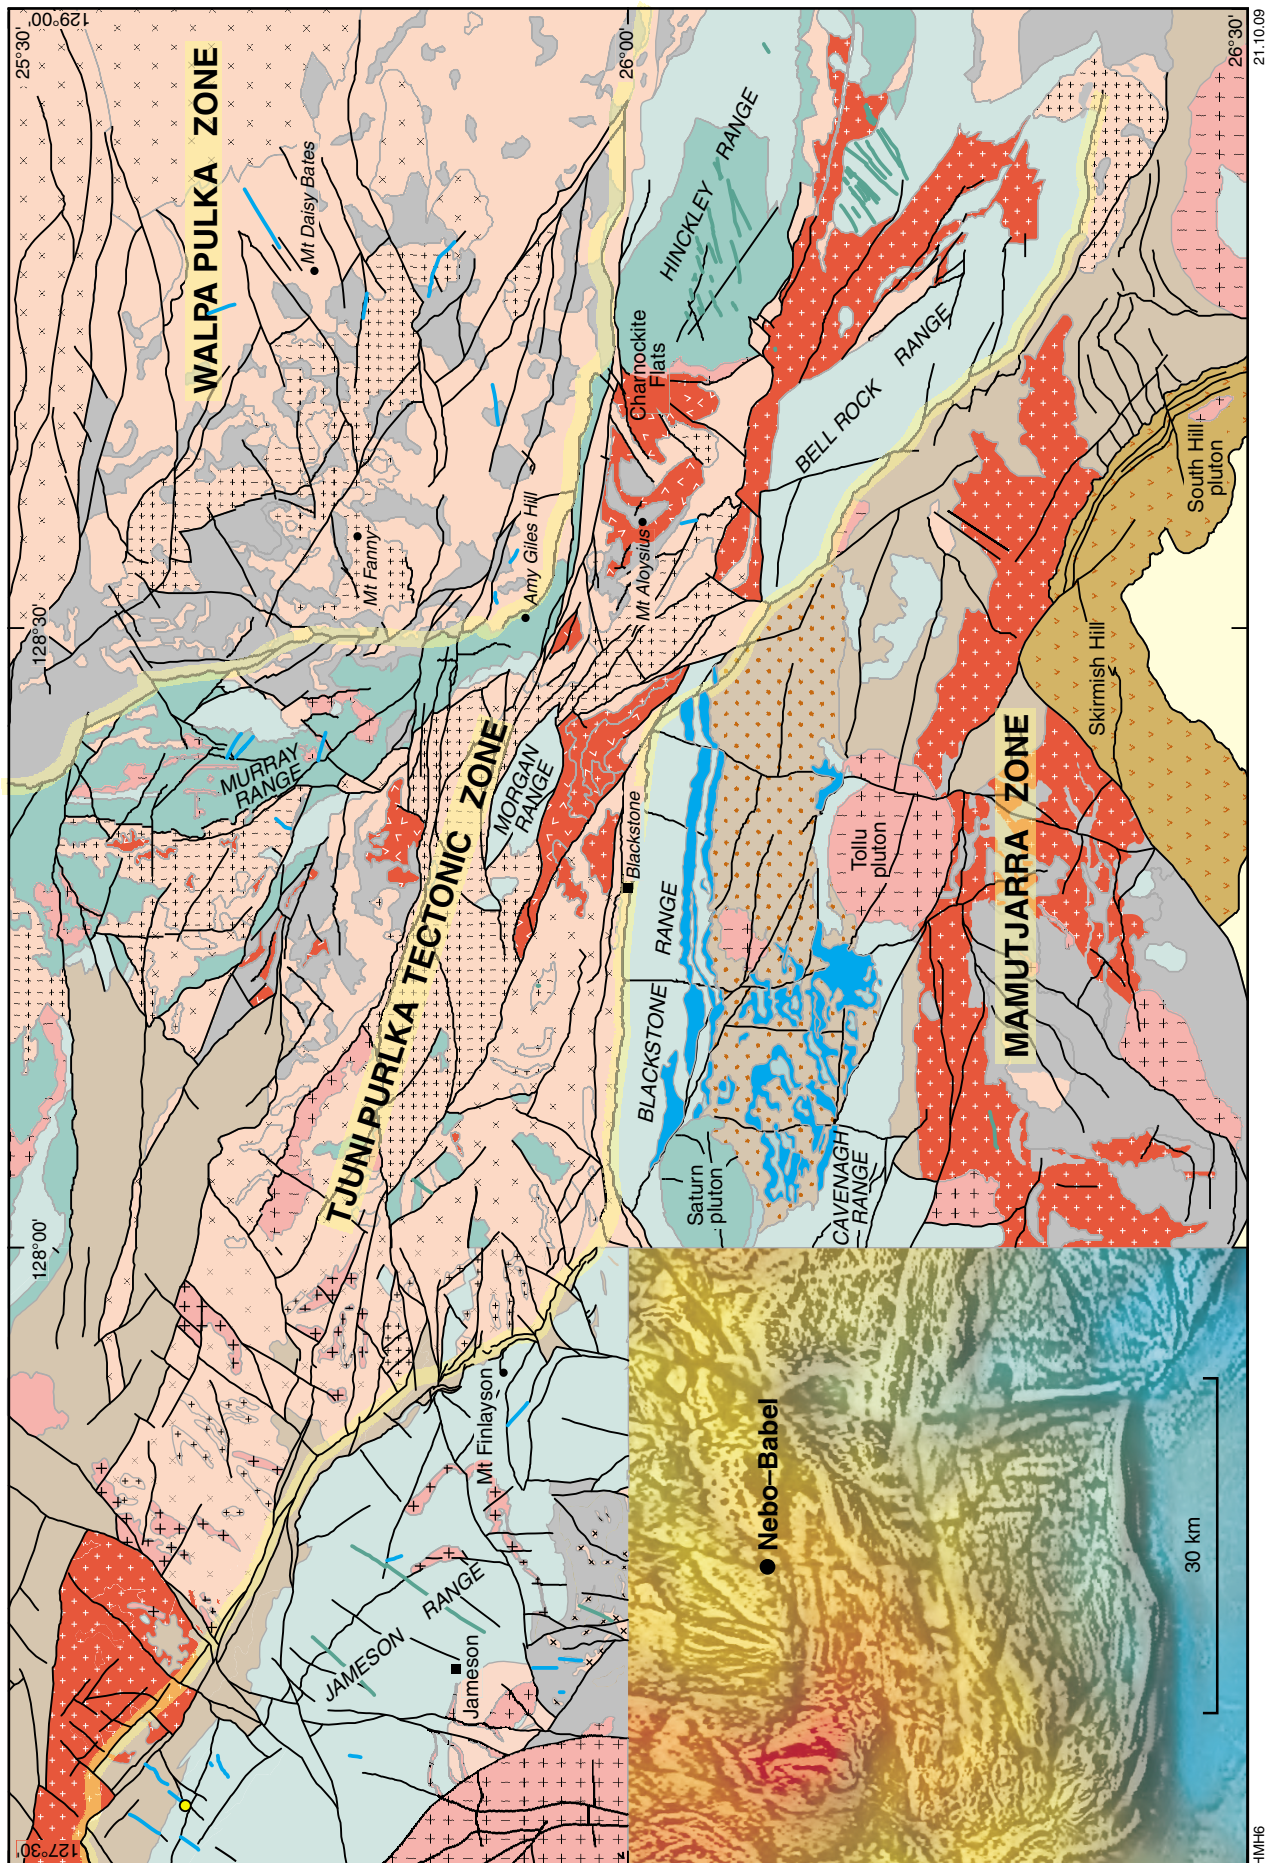 127°30'
128°00'
128°30'
129°00'
25°30'
WALPA PULKA ZONE
Mt Daisy Bates
MURRAY
RANGE
Mt Fanny
TJUNI PURLKA TECTONIC ZONE
Amy Giles Hill
Mt Finlayson
MORGAN
RANGE
JAMESON RANGE
Jameson
26°00'
Blackstone
Mt Aloysius
Charnockite
Flats
HINCKLEY RANGE
BLACKSTONE RANGE
Nebo–Babel
Saturn
pluton
BELL ROCK RANGE
CAVENAGH
RANGE
Tollu
pluton
MAMUTJARRA ZONE
Skirmish Hill
South Hill
pluton
30 km
26°30'
HMH6
21.10.09